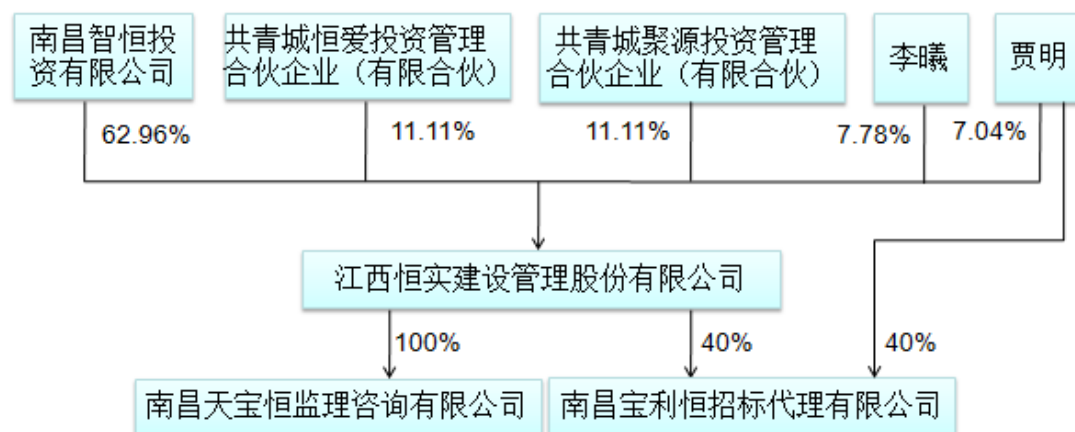 南昌智恒投
资有限公司
共青城恒爱投资管理
合伙企业（有限合伙）
共青城聚源投资管理
合伙企业（有限合伙）
李曦
贾明
62.96%
11.11%
11.11%
7.78%
7.04%
江西恒实建设管理股份有限公司
100%
40%
40%
南昌天宝恒监理咨询有限公司
南昌宝利恒招标代理有限公司